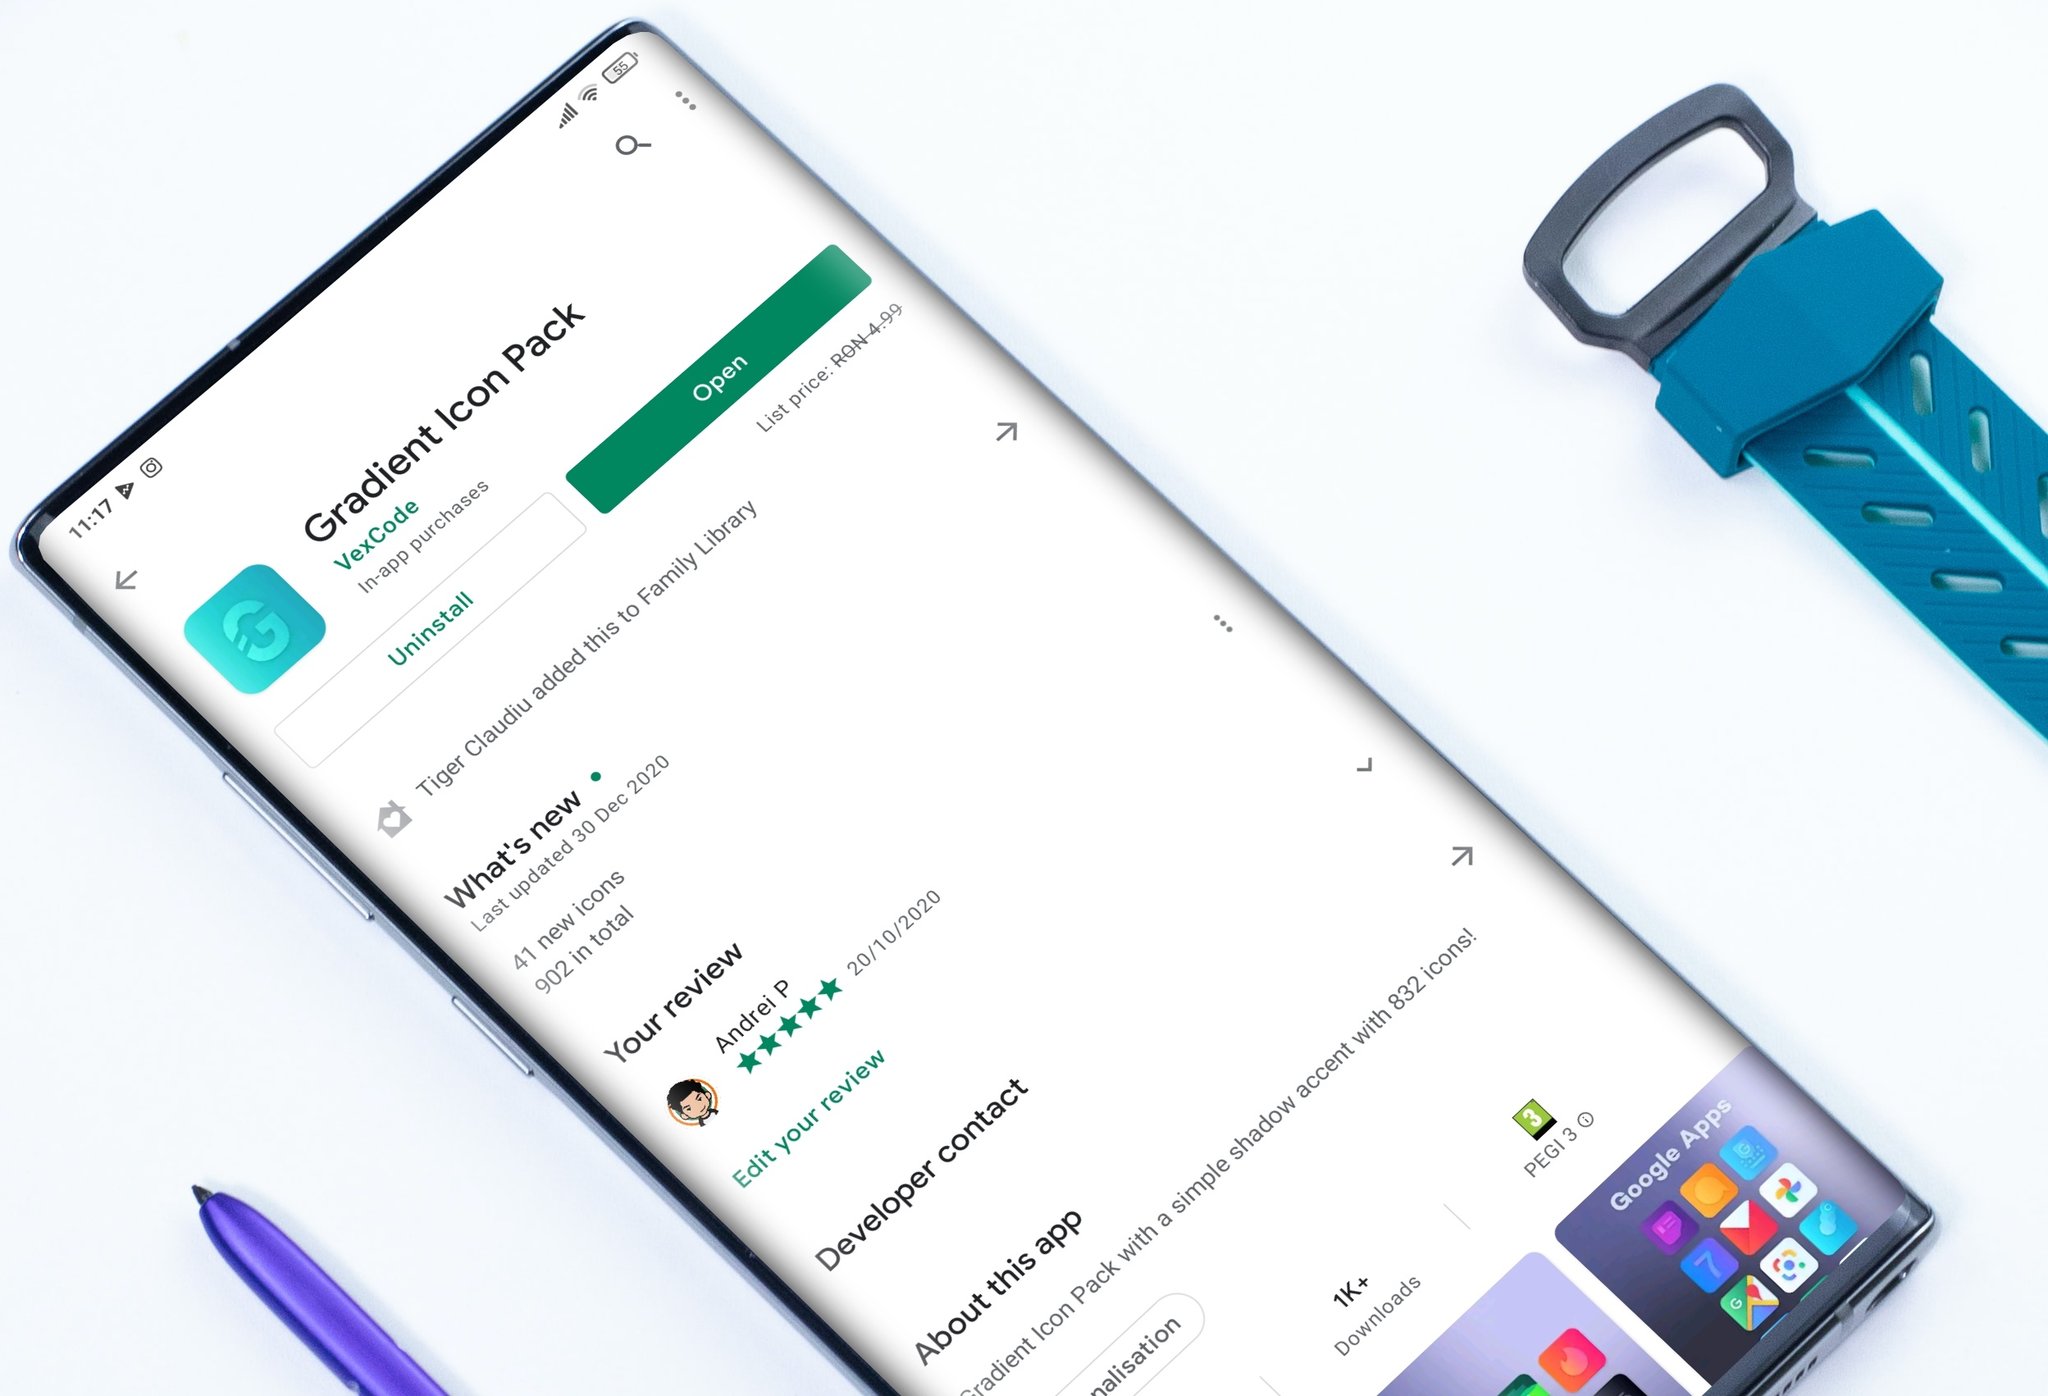 11:17
55
Gradient Icon Pack
VexCode
In-app purchases
Uninstall
Open
List price: RON 4.99
Tiger Claudiu added this to Family Library
What's new
Last updated 30 Dec 2020
41 new icons
902 in total
Your review
Andrei P
20/10/2020
Edit your review
Developer contact
About this app
Gradient Icon Pack with a simple shadow accent with 832 icons!
nalisation
1K+
Downloads
3
PEGI 3
Google Apps
7
G